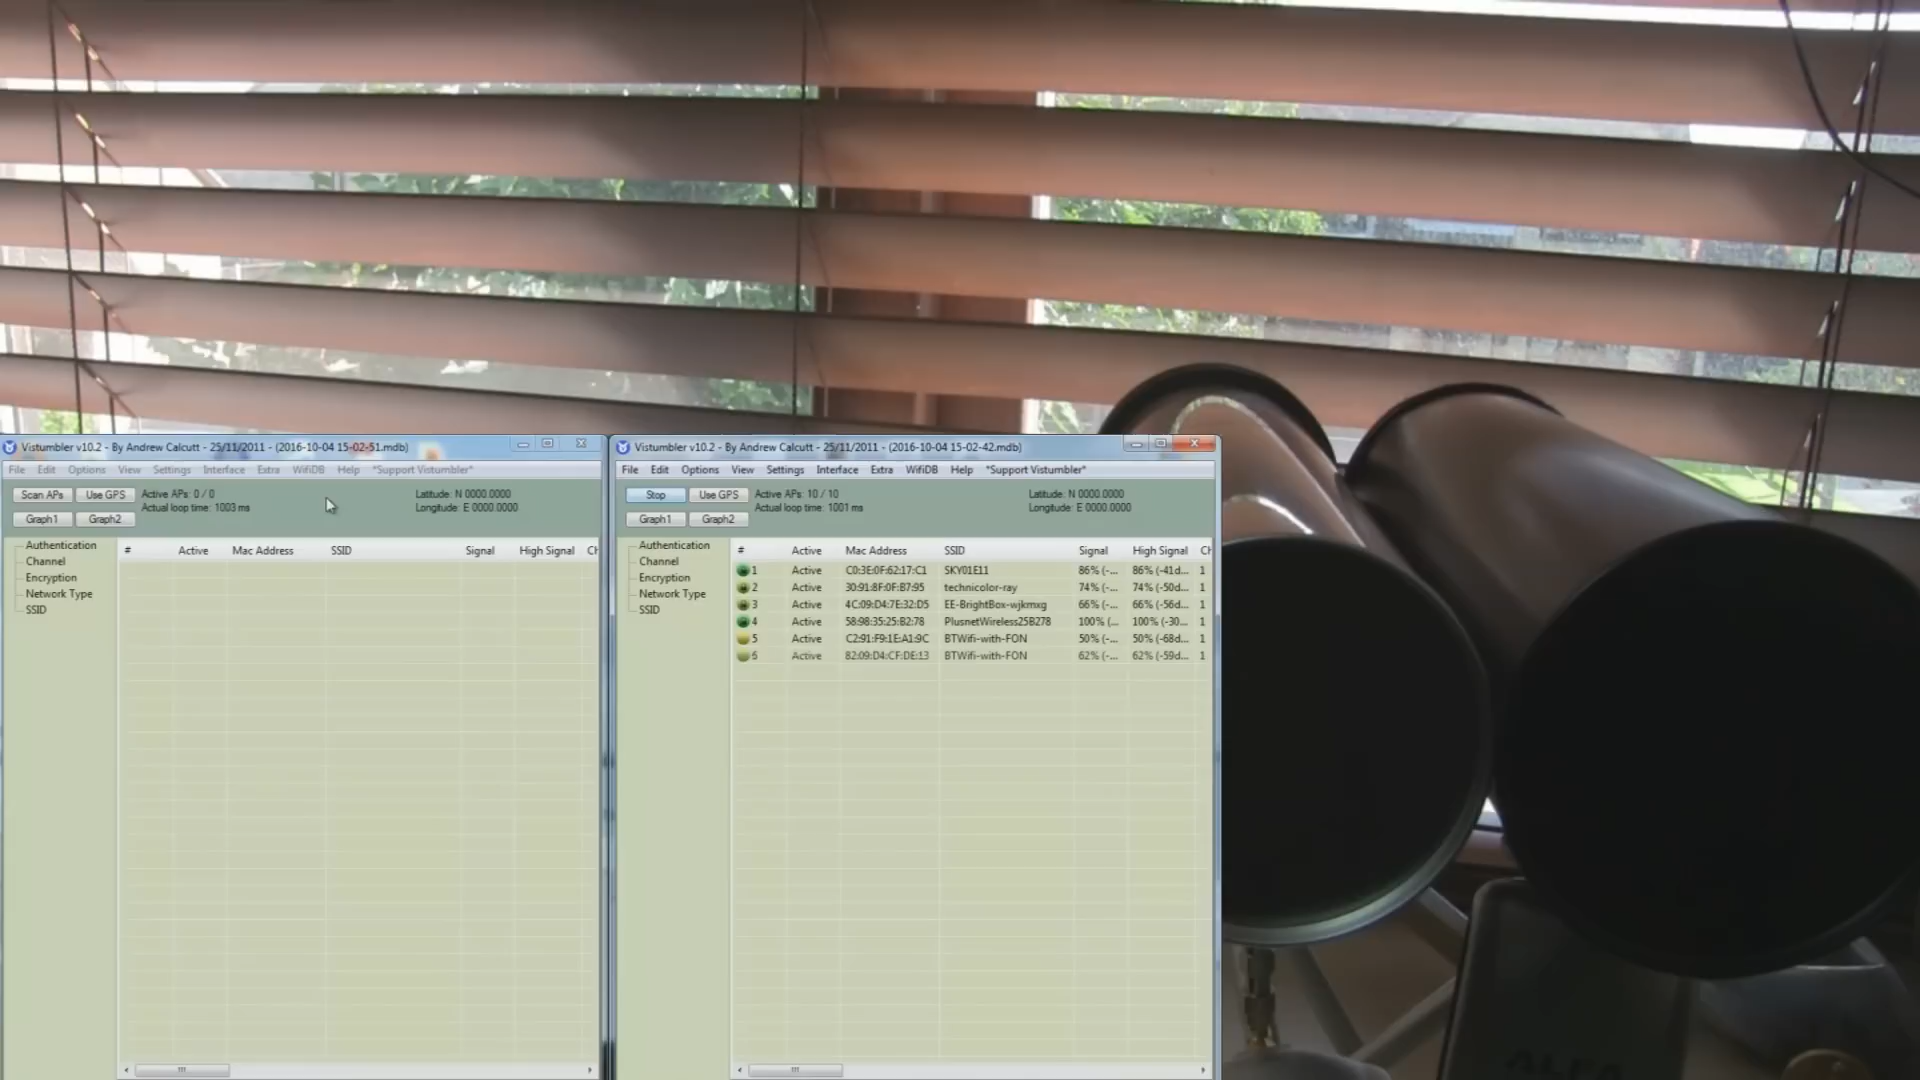 Vistumbler v10.2 - By Andrew Calcutt - 25/11/2011 - (2016-10-04 15-02-51.mdb)
File Edit Options View Settings Interface Extra WifiDB Help *Support Vistumbler*
Scan APs Use GPS Active APs: 0 / 0 Latitude: N 0000.0000
Actual loop time: 1003 ms Longitude: E 0000.0000
Graph1 Graph2
Authentication
Channel
Encryption
Network Type
SSID
# Active Mac Address SSID Signal High Signal Ch
Vistumbler v10.2 - By Andrew Calcutt - 25/11/2011 - (2016-10-04 15-02-42.mdb)
File Edit Options View Settings Interface Extra WifiDB Help *Support Vistumbler*
Stop Use GPS Active APs: 10 / 10 Latitude: N 0000.0000
Actual loop time: 1001 ms Longitude: E 0000.0000
Graph1 Graph2
Authentication
Channel
Encryption
Network Type
SSID
# Active Mac Address SSID Signal High Signal Ch
1 Active C0:3E:0F:62:17:C1 SKY01E11 86% (-... 86% (-41d... 1
2 Active 30:91:8F:0F:B7:95 technicolor-ray 74% (-... 74% (-50d... 1
3 Active 4C:09:D4:7E:32:D5 EE-BrightBox-wjkmxg 66% (-... 66% (-56d... 1
4 Active 58:98:35:25:B2:78 PlusnetWireless25B278 100% (... 100% (-30... 1
5 Active C2:91:F9:1E:A1:9C BTWifi-with-FON 50% (-... 50% (-68d... 1
6 Active 82:09:D4:CF:DE:13 BTWifi-with-FON 62% (-... 62% (-59d... 1
ALFA